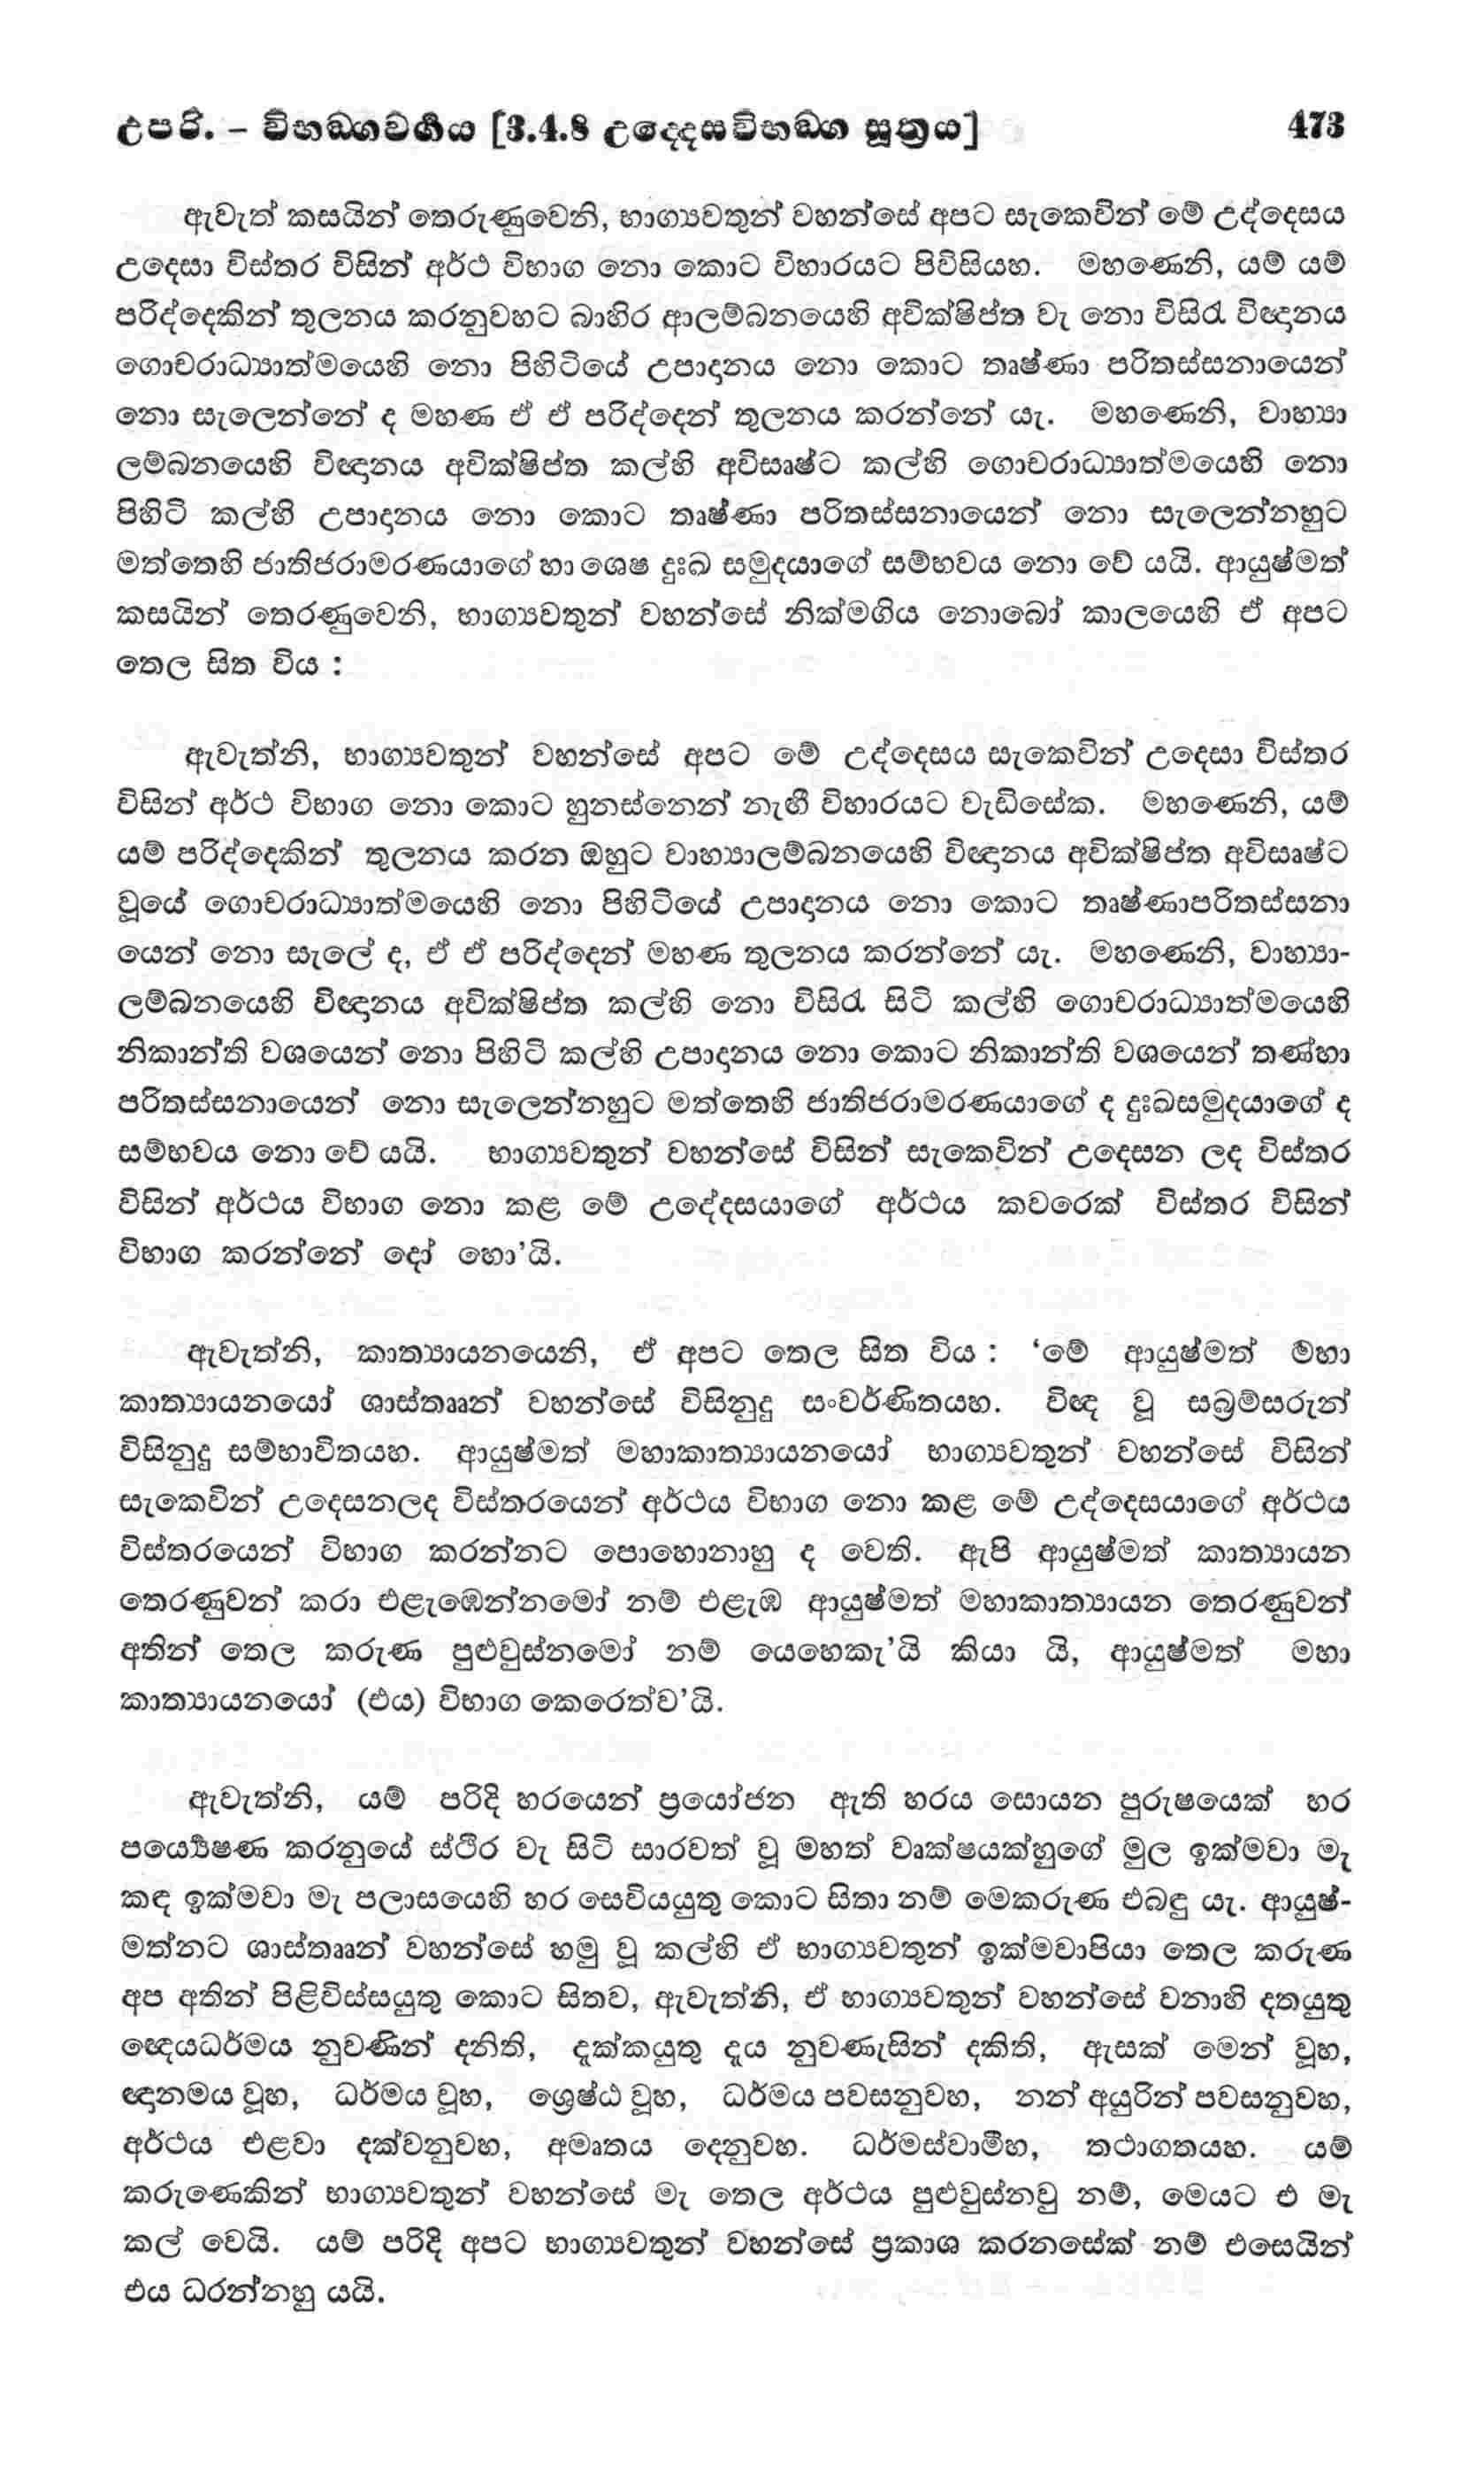 උපරි. – විභඞ්ගවර්‍ගය [3.4.8 උද්දෙසවිභඞ්ග සූත්‍රය] 473
ඇවැත් කසයින් තෙරුණුවෙනි, භාග්‍යවතුන් වහන්සේ අපට සැකෙවින් මේ උද්දෙසය
උදෙසා විස්තර විසින් අර්ථ විභාග නො කොට විහාරයට පිවිසියහ. මහණෙනි, යම් යම්
පරිද්දෙකින් තුලනය කරනුවහට බාහිර ආලම්බනයෙහි අවික්ෂිප්ත වැ නො විසිරැ විඥානය
ගොචරාධ්‍යාත්මයෙහි නො පිහිටියේ උපාදානය නො කොට තෘෂ්ණා පරිතස්සනායෙන්
නො සැලෙන්නේ ද මහණ ඒ ඒ පරිද්දෙන් තුලනය කරන්නේ යැ. මහණෙනි, වාහ්‍යා
ලම්බනයෙහි විඥානය අවික්ෂිප්ත කල්හි අවිසෘෂ්ට කල්හි ගොචරාධ්‍යාත්මයෙහි නො
පිහිටි කල්හි උපාදානය නො කොට තෘෂ්ණා පරිතස්සනායෙන් නො සැලෙන්නහුට
මත්තෙහි ජාතිජරාමරණයාගේ හා ශෙෂ දුඃඛ සමුදයාගේ සම්භවය නො වේ යයි. ආයුෂ්මත්
කසයින් තෙරණුවෙනි, භාග්‍යවතුන් වහන්සේ නික්මගිය නොබෝ කාලයෙහි ඒ අපට
තෙල සිත විය :
ඇවැත්නි, භාග්‍යවතුන් වහන්සේ අපට මේ උද්දෙසය සැකෙවින් උදෙසා විස්තර
විසින් අර්ථ විභාග නො කොට හුනස්නෙන් නැඟී විහාරයට වැඩිසේක. මහණෙනි, යම්
යම් පරිද්දෙකින් තුලනය කරන ඔහුට වාහ්‍යාලම්බනයෙහි විඥානය අවික්ෂිප්ත අවිසෘෂ්ට
වූයේ ගොචරාධ්‍යාත්මයෙහි නො පිහිටියේ උපාදානය නො කොට තෘෂ්ණාපරිතස්සනා
යෙන් නො සැලේ ද, ඒ ඒ පරිද්දෙන් මහණ තුලනය කරන්නේ යැ. මහණෙනි, වාහ්‍යා-
ලම්බනයෙහි විඥානය අවික්ෂිප්ත කල්හි නො විසිරැ සිටි කල්හි ගොචරාධ්‍යාත්මයෙහි
නිකාන්ති වශයෙන් නො පිහිටි කල්හි උපාදානය නො කොට නිකාන්ති වශයෙන් තණ්හා
පරිතස්සනායෙන් නො සැලෙන්නහුට මත්තෙහි ජාතිජරාමරණයාගේ ද දුඃඛසමුදයාගේ ද
සම්භවය නො වේ යයි. භාග්‍යවතුන් වහන්සේ විසින් සැකෙවින් උදෙසන ලද විස්තර
විසින් අර්ථය විභාග නො කළ මේ උදේදසයාගේ අර්ථය කවරෙක් විස්තර විසින්
විභාග කරන්නේ දෝ හො'යි.
ඇවැත්නි, කාත්‍යායනයෙනි, ඒ අපට තෙල සිත විය : ‘මේ ආයුෂ්මත් මහා
කාත්‍යායනයෝ ශාස්තෲන් වහන්සේ විසිනුදු සංවර්ණිතයහ. විඥ වූ සබ්‍රම්සරුන්
විසිනුදු සම්භාවිතයහ. ආයුෂ්මත් මහාකාත්‍යායනයෝ භාග්‍යවතුන් වහන්සේ විසින්
සැකෙවින් උදෙසනලද විස්තරයෙන් අර්ථය විභාග නො කළ මේ උද්දෙසයාගේ අර්ථය
විස්තරයෙන් විභාග කරන්නට පොහොනාහු ද වෙති. ඇපි ආයුෂ්මත් කාත්‍යායන
තෙරණුවන් කරා එළැඹෙන්නමෝ නම් එළැඹ ආයුෂ්මත් මහාකාත්‍යායන තෙරණුවන්
අතින් තෙල කරුණ පුළුවුස්නමෝ නම් යෙහෙකැ'යි කියා යි, ආයුෂ්මත් මහා
කාත්‍යායනයෝ (එය) විභාග කෙරෙත්ව'යි.
ඇවැත්නි, යම් පරිදි හරයෙන් ප්‍රයෝජන ඇති හරය සොයන පුරුෂයෙක් හර
පර්‍ය්‍යෙෂණ කරනුයේ ස්ථිර වැ සිටි සාරවත් වූ මහත් වෘක්ෂයක්හුගේ මුල ඉක්මවා මැ
කඳ ඉක්මවා මැ පලාසයෙහි හර සෙවියයුතු කොට සිතා නම් මෙකරුණ එබඳු යැ. ආයුෂ්-
මත්නට ශාස්තෲන් වහන්සේ හමු වූ කල්හි ඒ භාග්‍යවතුන් ඉක්මවාපියා තෙල කරුණ
අප අතින් පිළිවිස්සයුතු කොට සිතව, ඇවැත්නි, ඒ භාග්‍යවතුන් වහන්සේ වනාහි දතයුතු
ඥෙයධර්මය නුවණින් දනිති, දැක්කයුතු දැය නුවණැසින් දකිති, ඇසක් මෙන් වූහ,
ඥානමය වූහ, ධර්මය වූහ, ශ්‍රෙෂ්ඨ වූහ, ධර්මය පවසනුවහ, නන් අයුරින් පවසනුවහ,
අර්ථය එළවා දක්වනුවහ, අමෘතය දෙනුවහ. ධර්මස්වාමීහ, තථාගතයහ. යම්
කරුණෙකින් භාග්‍යවතුන් වහන්සේ මැ තෙල අර්ථය පුළුවුස්නවු නම්, මෙයට එ මැ
කල් වෙයි. යම් පරිදි අපට භාග්‍යවතුන් වහන්සේ ප්‍රකාශ කරනසේක් නම් එසෙයින්
එය ධරන්නහු යයි.